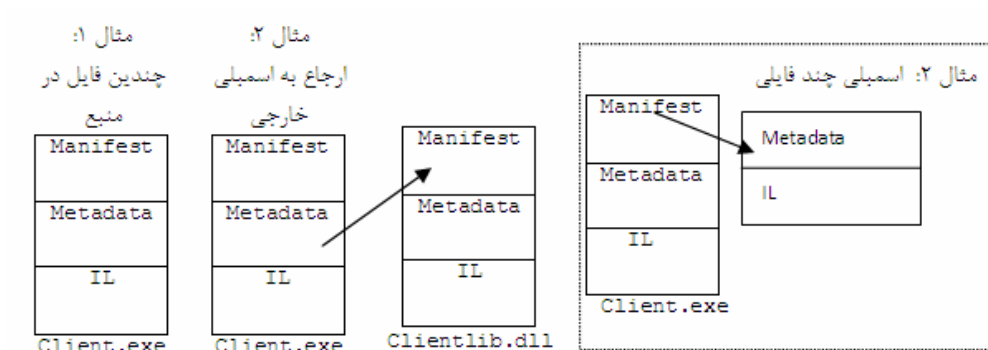 مثال ۱:
چندین فایل در
منبع
Manifest
Metadata
IL
Client.exe
مثال ۲:
ارجاع به اسمبلی
خارجی
Manifest
Metadata
IL
Client.exe
Manifest
Metadata
IL
Clientlib.dll
مثال ۲: اسمبلی چند فایلی
Manifest
Metadata
IL
Client.exe
Metadata
IL